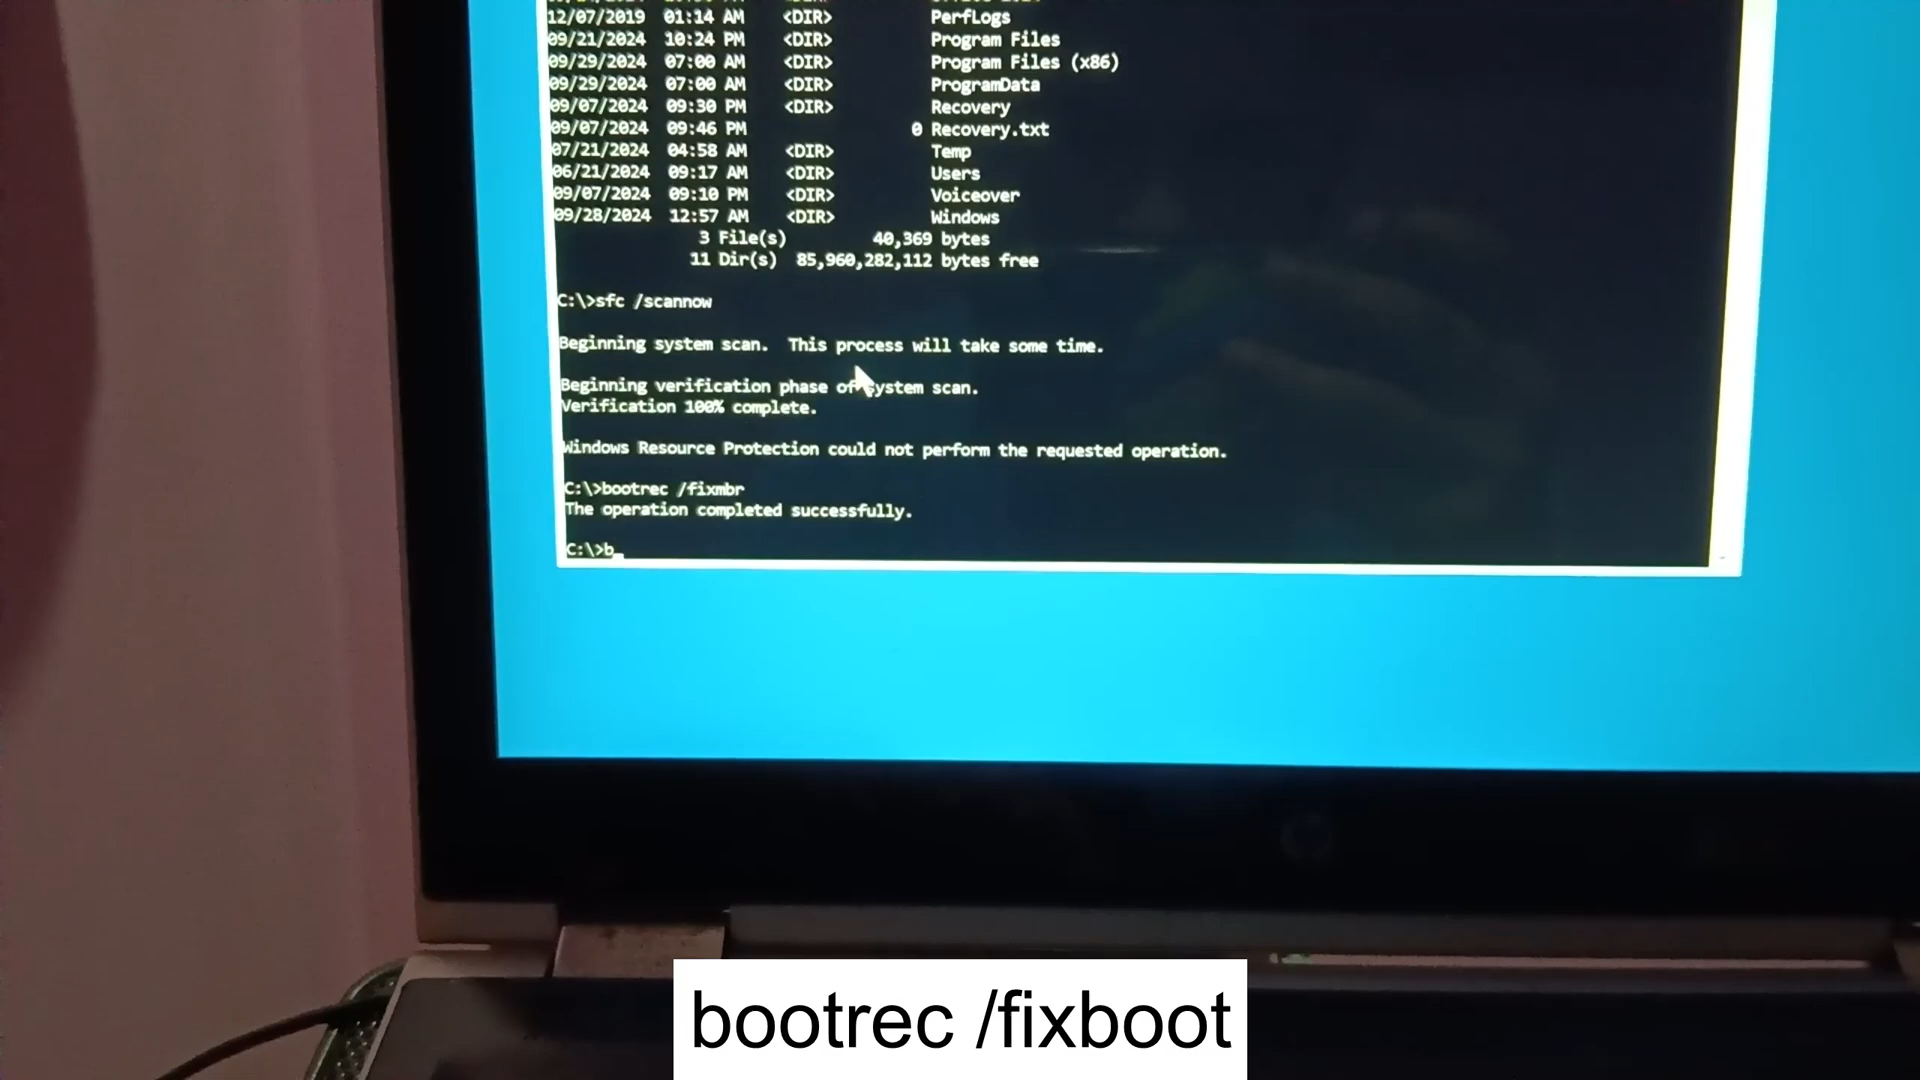 12/07/2019 01:14 AM <DIR> PerfLogs
09/21/2024 10:24 PM <DIR> Program Files
09/29/2024 07:00 AM <DIR> Program Files (x86)
09/29/2024 07:00 AM <DIR> ProgramData
09/07/2024 09:30 PM <DIR> Recovery
09/07/2024 09:46 PM 0 Recovery.txt
07/21/2024 04:58 AM <DIR> Temp
06/21/2024 09:17 AM <DIR> Users
09/07/2024 09:10 PM <DIR> Voiceover
09/28/2024 12:57 AM <DIR> Windows
3 File(s) 40,369 bytes
11 Dir(s) 85,960,282,112 bytes free
C:\>sfc /scannow
Beginning system scan. This process will take some time.
Beginning verification phase of system scan.
Verification 100% complete.
Windows Resource Protection could not perform the requested operation.
C:\>bootrec /fixmbr
The operation completed successfully.
C:\>b_
bootrec /fixboot